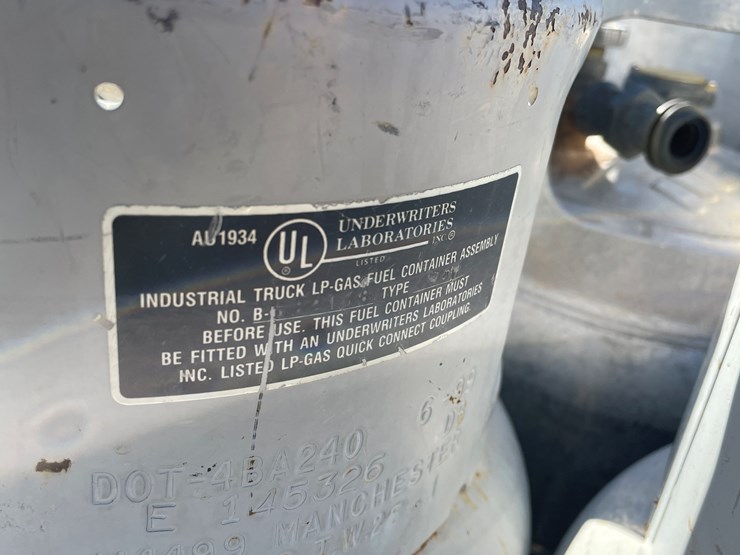 AU1934 UL UNDERWRITERS
LABORATORIES
INC®
LISTED
INDUSTRIAL TRUCK LP-GAS FUEL CONTAINER ASSEMBLY
NO. B- TYPE
BEFORE USE. THIS FUEL CONTAINER MUST
BE FITTED WITH AN UNDERWRITERS LABORATORIES
INC. LISTED LP-GAS QUICK CONNECT COUPLING.
DOT-4BA240
E 145326
MANCHESTER